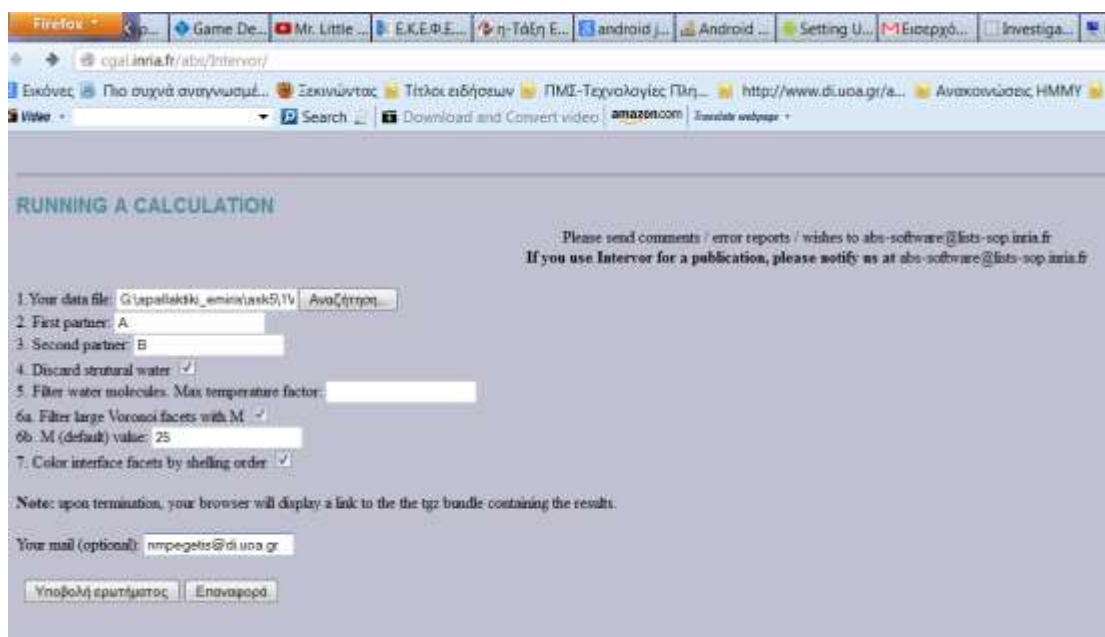 Firefox
p... Game De... Mr. Little ... Ε.Κ.Ε.Φ.Ε... η-Τάξη Ε... android j... Android ... Setting U... Εισερχό... Investiga...
cgal.inria.fr/abs/Intervor/
Εικόνες Πιο συχνά αναγνωσμέ... Ξεκινώντας Τίτλοι ειδήσεων ΠΜΣ-Τεχνολογίες Πλη... http://www.di.uoa.gr/a... Ανακοινώσεις ΗΜΜΥ
Video Search Download and Convert video amazon.com Translate webpage
RUNNING A CALCULATION
Please send comments / error reports / wishes to abs-software@lists-sop.inria.fr
If you use Intervor for a publication, please notify us at abs-software@lists-sop.inria.fr
1. Your data file: G:\apallaktiki_emiris\ask5\1V Αναζήτηση...
2. First partner: A
3. Second partner: B
4. Discard strutural water
5. Filter water molecules. Max temperature factor:
6a. Filter large Voronoi facets with M
6b. M (default) value: 25
7. Color interface facets by shelling order
Note: upon termination, your browser will display a link to the the tgz bundle containing the results.
Your mail (optional): nmpegetis@di.uoa.gr
Υποβολή ερωτήματος Επαναφορά